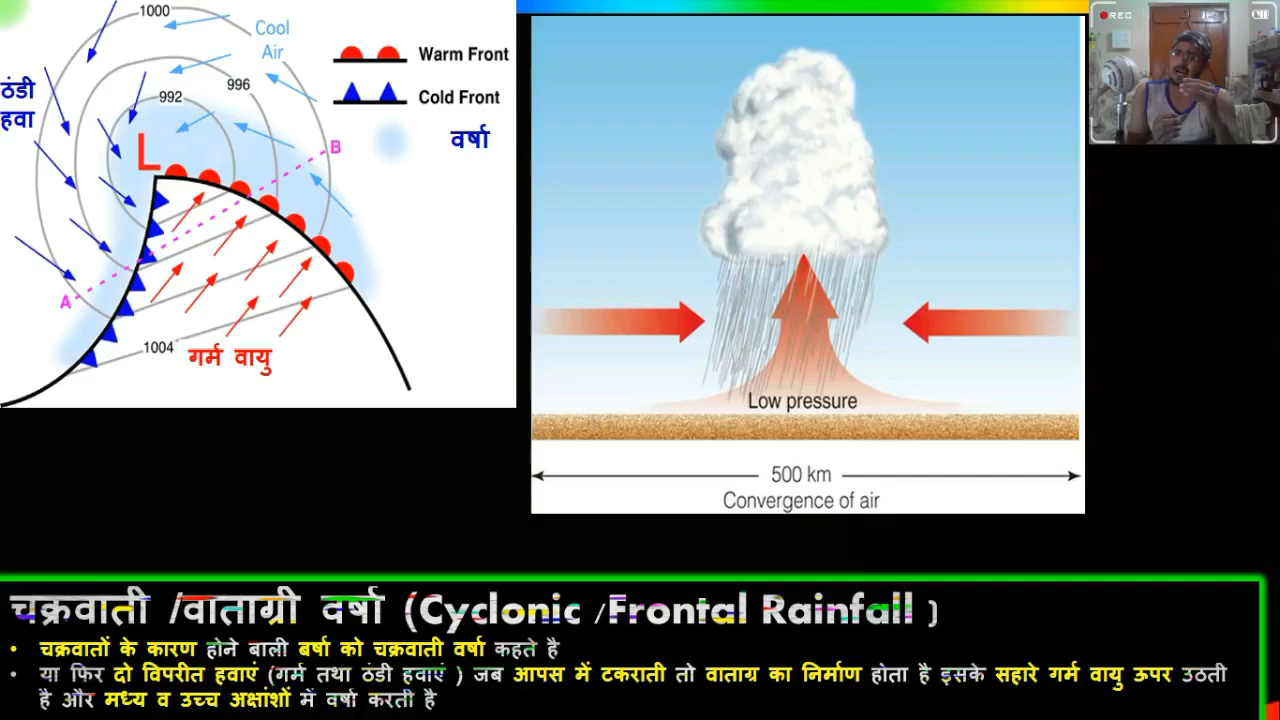 1000
Cool
Air
996
992
ठंडी
हवा
L
B
A
1004
गर्म वायु
Warm Front
Cold Front
वर्षा
REC
Low pressure
500 km
Convergence of air
चक्रवाती /वाताग्री वर्षा (Cyclonic /Frontal Rainfall )
• चक्रवातों के कारण होने बाली बर्षा को चक्रवाती वर्षा कहते है
• या फिर दो विपरीत हवाएं (गर्म तथा ठंडी हवाएं ) जब आपस में टकराती तो वाताग्र का निर्माण होता है इसके सहारे गर्म वायु ऊपर उठती
है और मध्य व उच्च अक्षांशों में वर्षा करती है